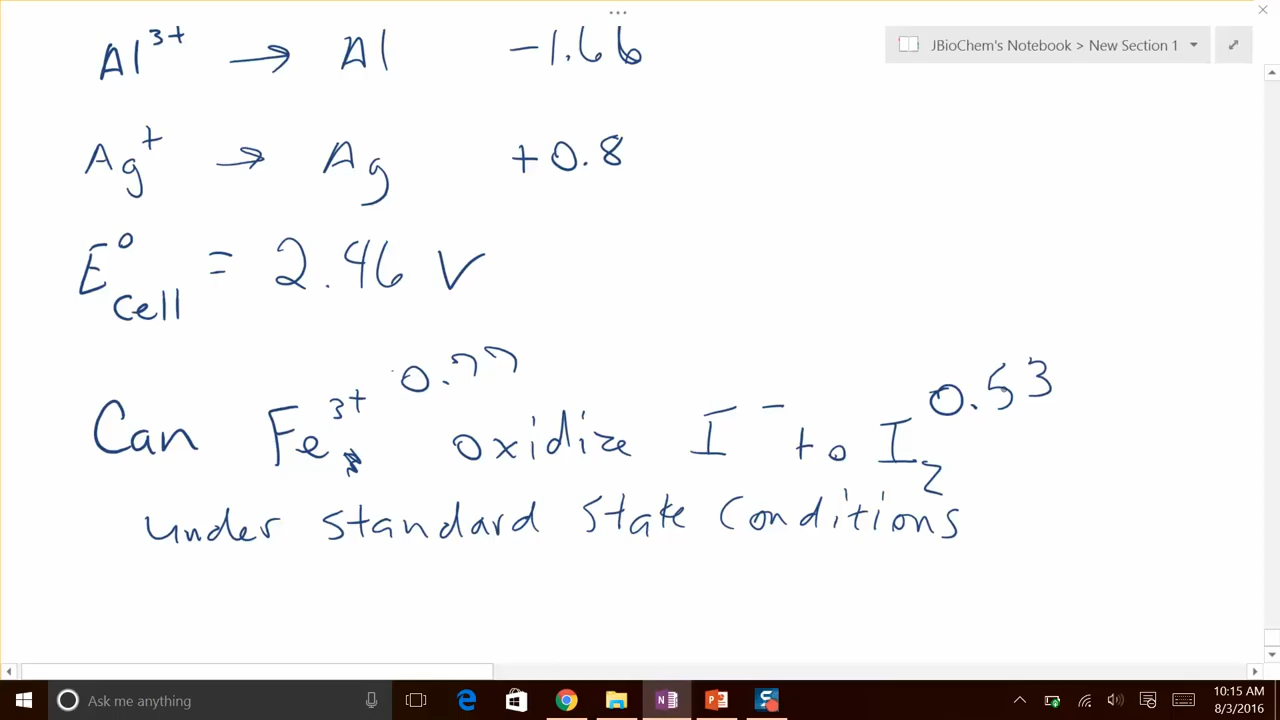 JBioChem's Notebook > New Section 1
Al³⁺ → Al -1.66
Ag⁺ → Ag +0.8
E⁰cell = 2.46 V
Can Fe³⁺ 0.77 oxidize I⁻ to I₂ 0.53
under standard state conditions
Ask me anything
10:15 AM
8/3/2016